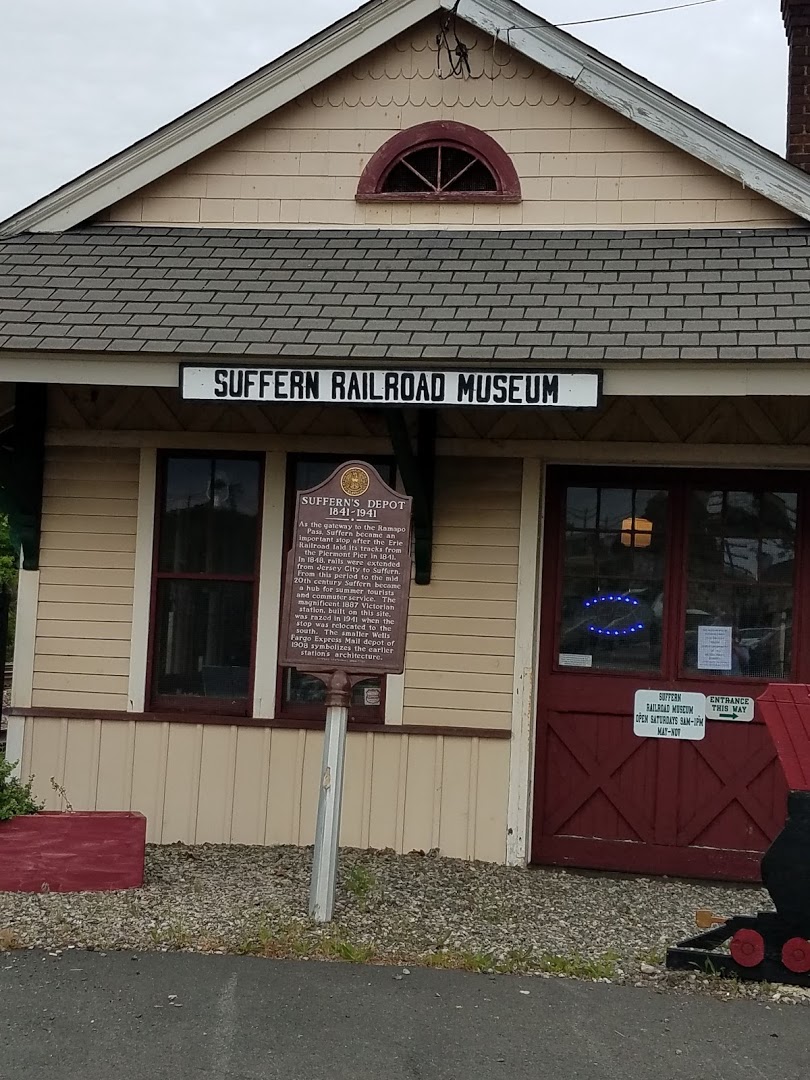 SUFFERN RAILROAD MUSEUM
SUFFERN'S DEPOT
1841-1941
As the gateway to the Ramapo
Pass, Suffern became an
important stop after the Erie
Railroad laid its tracks from
the Piermont Pier in 1841.
In 1848, rails were extended
from Jersey City to Suffern.
From this period to the mid
20th century Suffern became
a hub for summer tourists
and commuter service. The
magnificent 1887 Victorian
station, built on this site,
was razed in 1941 when the
stop was relocated to the
south. The smaller Wells
Fargo Express Mail depot of
1908 symbolizes the earlier
station's architecture.
SUFFERN
RAILROAD MUSEUM
OPEN SATURDAYS 9AM-1PM
MAY-NOV
ENTRANCE
THIS WAY